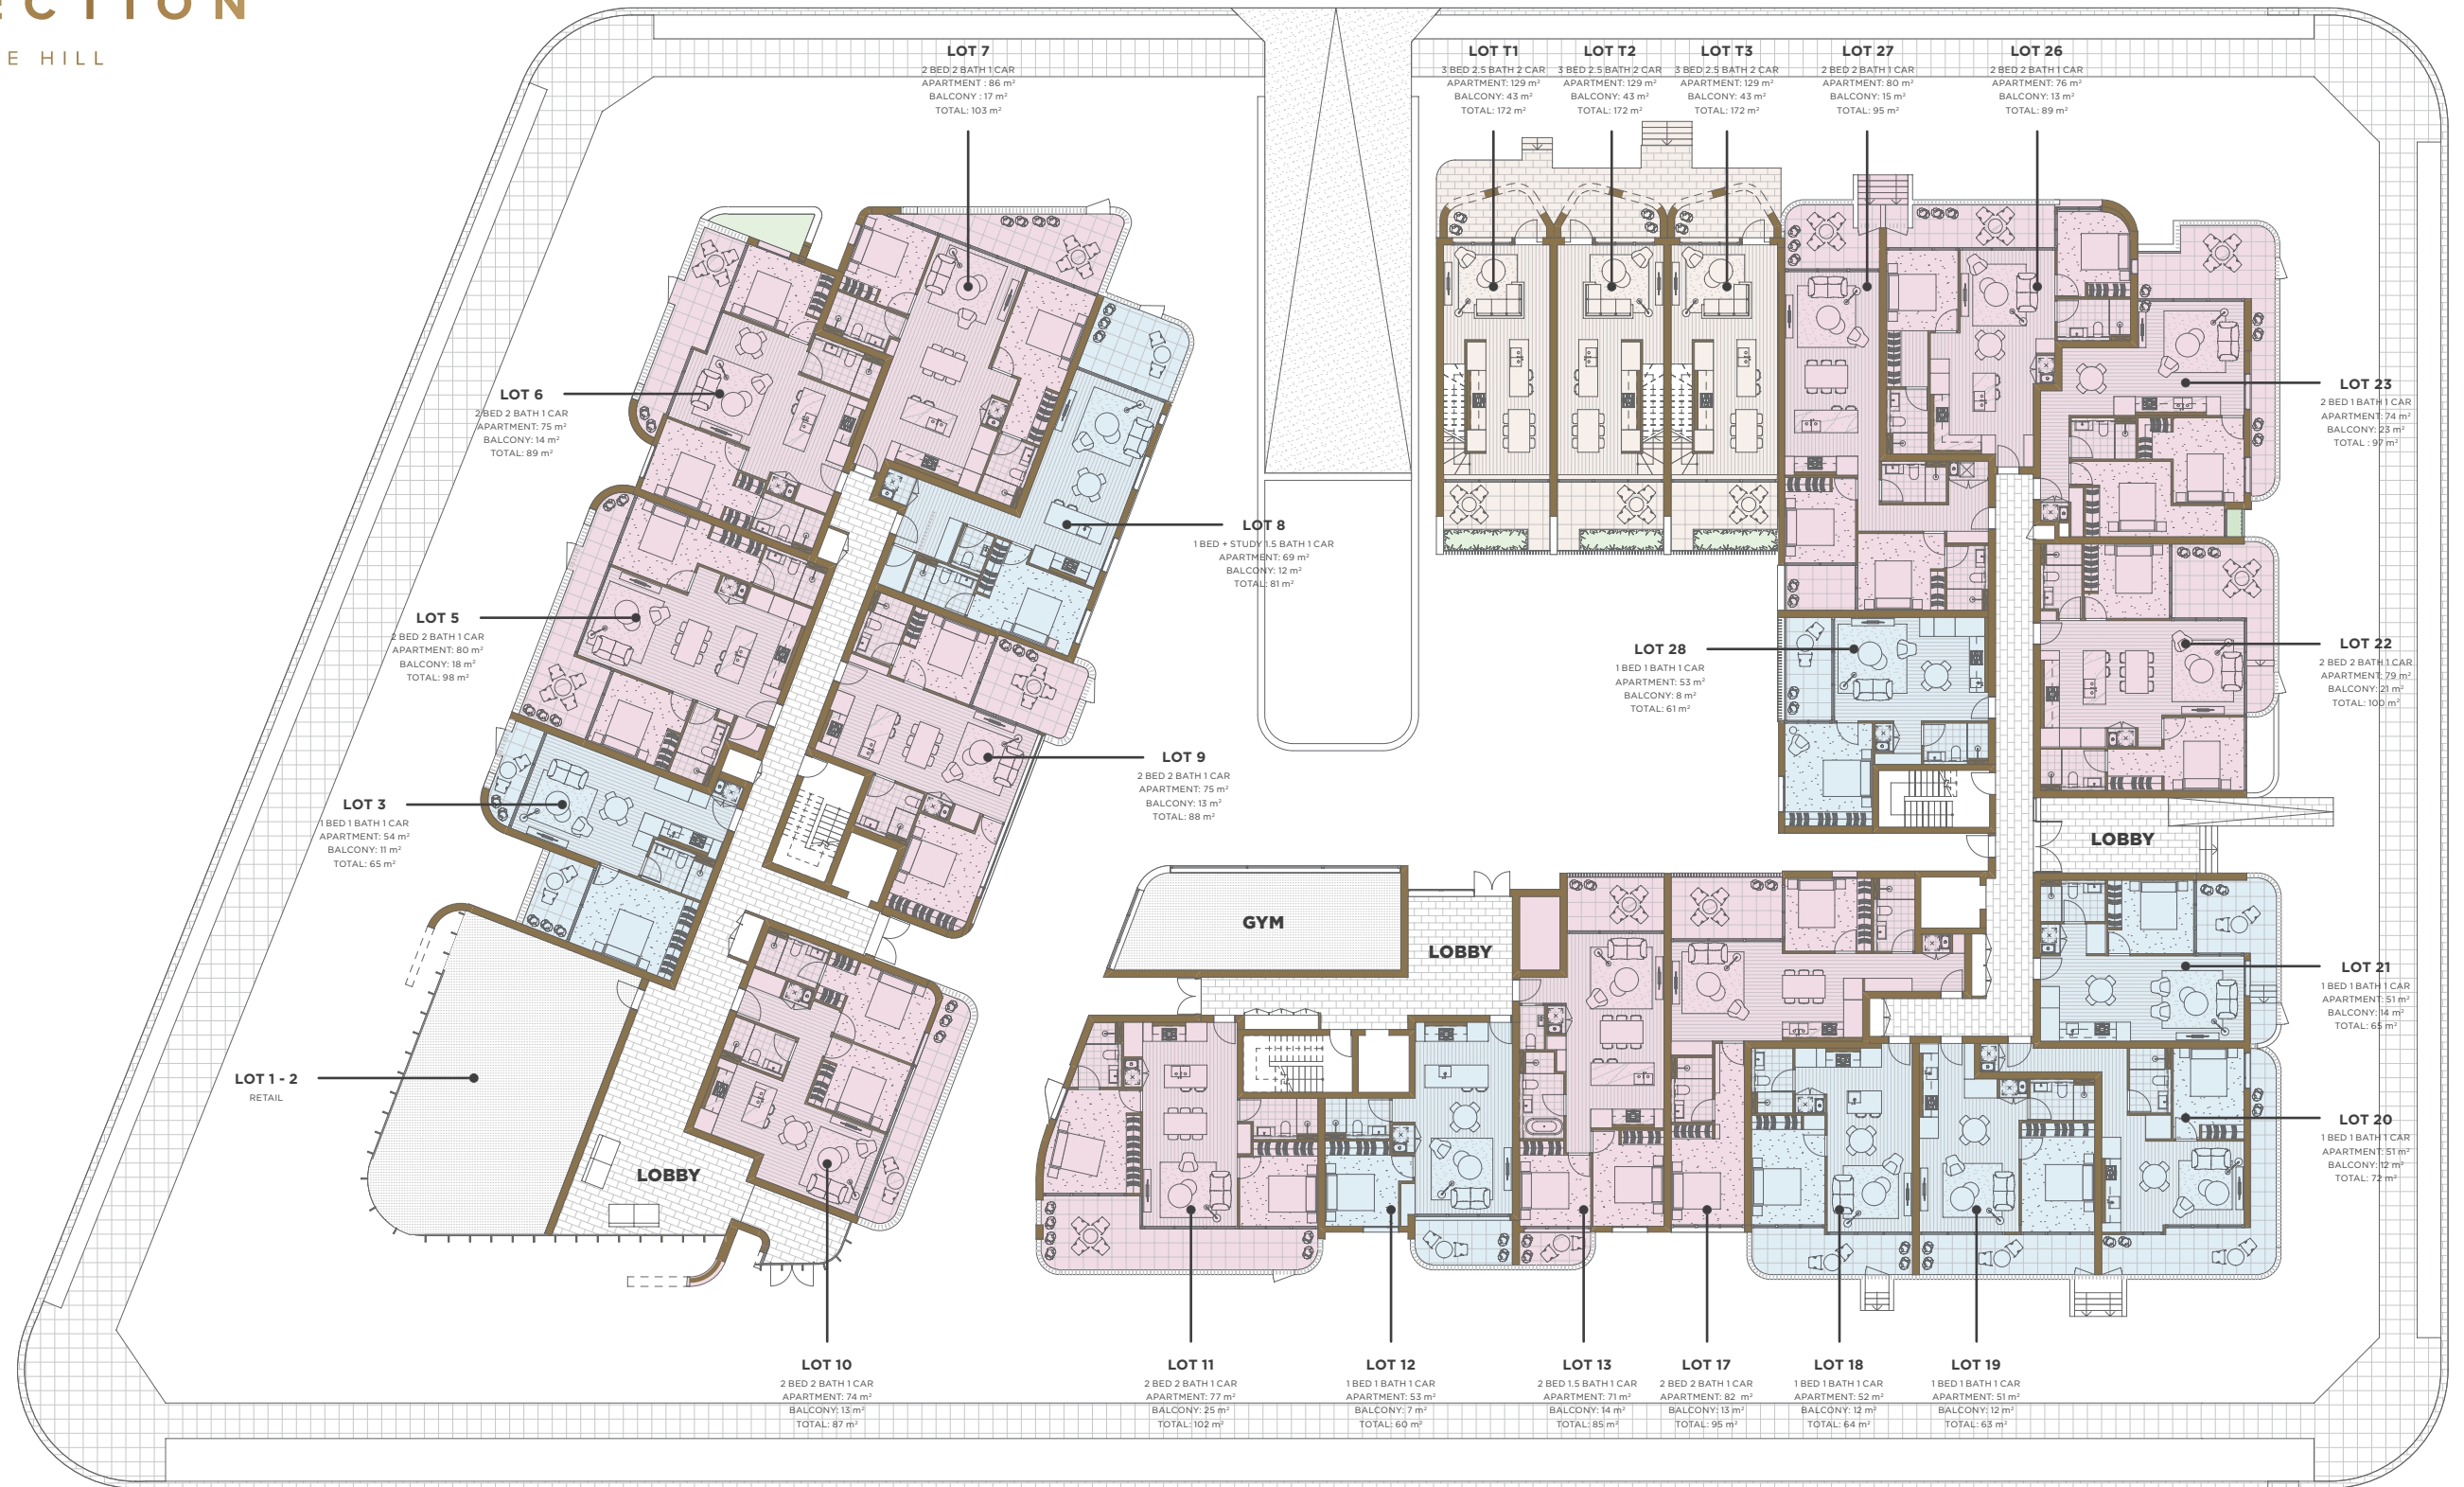 ECTION
E HILL
LOT 7
2 BED 2 BATH 1 CAR
APARTMENT : 86 m²
BALCONY : 17 m²
TOTAL: 103 m²
LOT T1
3 BED 2.5 BATH 2 CAR
APARTMENT: 129 m²
BALCONY: 43 m²
TOTAL: 172 m²
LOT T2
3 BED 2.5 BATH 2 CAR
APARTMENT: 129 m²
BALCONY: 43 m²
TOTAL: 172 m²
LOT T3
3 BED 2.5 BATH 2 CAR
APARTMENT: 129 m²
BALCONY: 43 m²
TOTAL: 172 m²
LOT 27
2 BED 2 BATH 1 CAR
APARTMENT: 80 m²
BALCONY: 15 m²
TOTAL: 95 m²
LOT 26
2 BED 2 BATH 1 CAR
APARTMENT: 76 m²
BALCONY: 13 m²
TOTAL: 89 m²
LOT 6
2 BED 2 BATH 1 CAR
APARTMENT: 75 m²
BALCONY: 14 m²
TOTAL: 89 m²
LOT 23
2 BED 1 BATH 1 CAR
APARTMENT: 74 m²
BALCONY: 23 m²
TOTAL : 97 m²
LOT 8
1 BED + STUDY 1.5 BATH 1 CAR
APARTMENT: 69 m²
BALCONY: 12 m²
TOTAL: 81 m²
LOT 5
2 BED 2 BATH 1 CAR
APARTMENT: 80 m²
BALCONY: 18 m²
TOTAL: 98 m²
LOT 28
1 BED 1 BATH 1 CAR
APARTMENT: 53 m²
BALCONY: 8 m²
TOTAL: 61 m²
LOT 22
2 BED 2 BATH 1 CAR
APARTMENT: 79 m²
BALCONY: 21 m²
TOTAL: 100 m²
LOT 9
2 BED 2 BATH 1 CAR
APARTMENT: 75 m²
BALCONY: 13 m²
TOTAL: 88 m²
LOT 3
1 BED 1 BATH 1 CAR
APARTMENT: 54 m²
BALCONY: 11 m²
TOTAL: 65 m²
LOBBY
GYM
LOBBY
LOT 21
1 BED 1 BATH 1 CAR
APARTMENT: 51 m²
BALCONY: 14 m²
TOTAL: 65 m²
LOT 1 - 2
RETAIL
LOT 20
1 BED 1 BATH 1 CAR
APARTMENT: 51 m²
BALCONY: 12 m²
TOTAL: 72 m²
LOBBY
LOT 10
2 BED 2 BATH 1 CAR
APARTMENT: 74 m²
BALCONY: 13 m²
TOTAL: 87 m²
LOT 11
2 BED 2 BATH 1 CAR
APARTMENT: 77 m²
BALCONY: 25 m²
TOTAL: 102 m²
LOT 12
1 BED 1 BATH 1 CAR
APARTMENT: 53 m²
BALCONY: 7 m²
TOTAL: 60 m²
LOT 13
2 BED 1.5 BATH 1 CAR
APARTMENT: 71 m²
BALCONY: 14 m²
TOTAL: 85 m²
LOT 17
2 BED 2 BATH 1 CAR
APARTMENT: 82 m²
BALCONY: 13 m²
TOTAL: 95 m²
LOT 18
1 BED 1 BATH 1 CAR
APARTMENT: 52 m²
BALCONY: 12 m²
TOTAL: 64 m²
LOT 19
1 BED 1 BATH 1 CAR
APARTMENT: 51 m²
BALCONY: 12 m²
TOTAL: 63 m²